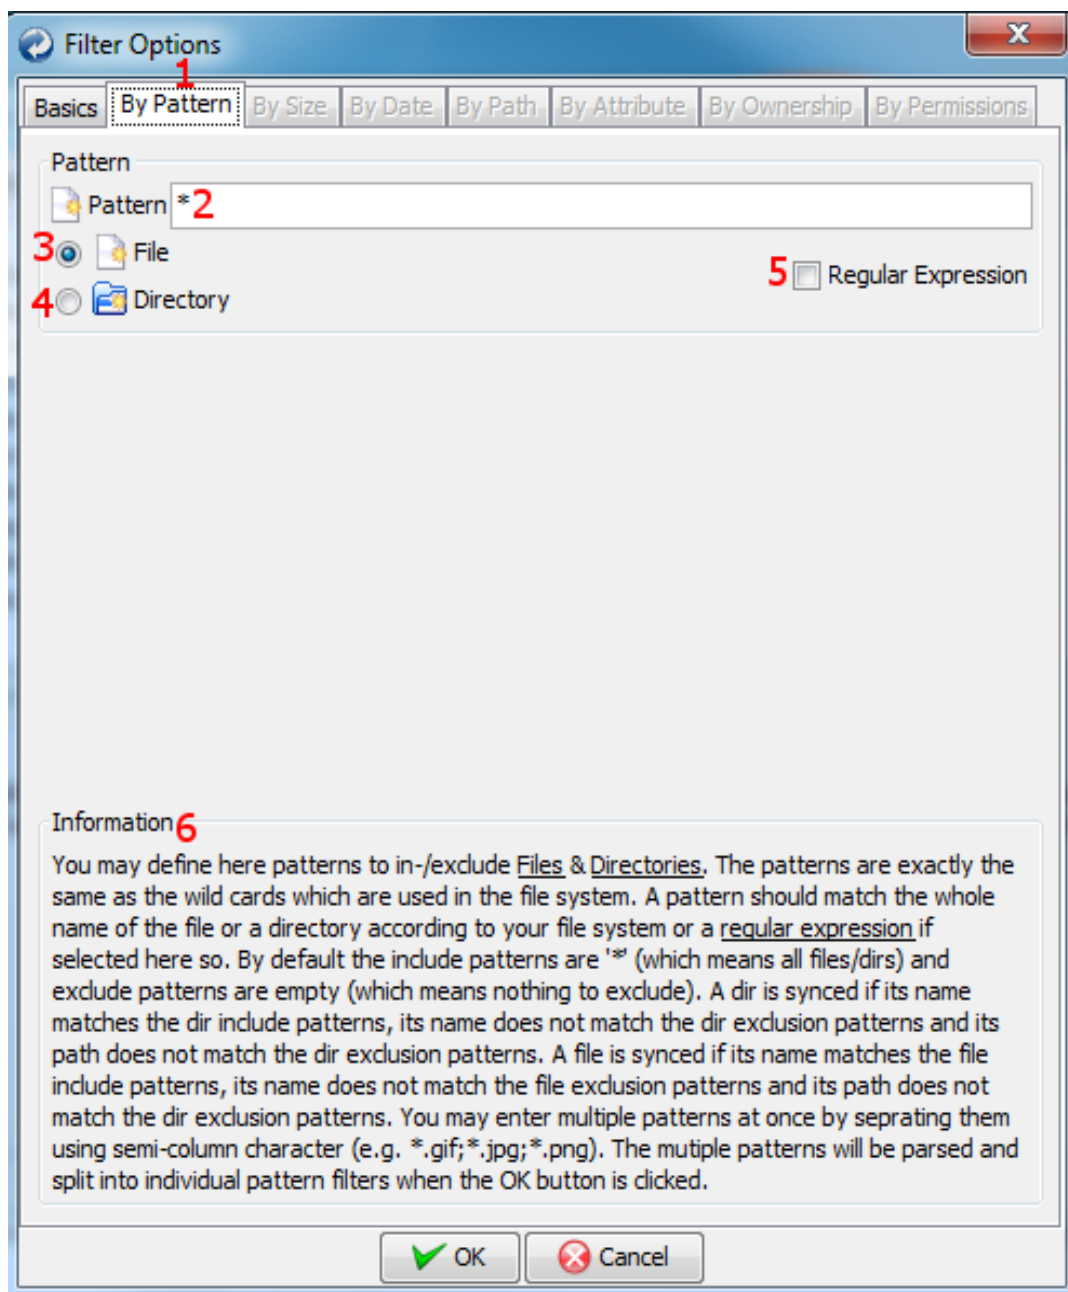 Filter Options
X
1
Basics By Pattern By Size By Date By Path By Attribute By Ownership By Permissions
Pattern
Pattern *2
3 File
5 Regular Expression
4 Directory
Information 6
You may define here patterns to in-/exclude Files & Directories. The patterns are exactly the
same as the wild cards which are used in the file system. A pattern should match the whole
name of the file or a directory according to your file system or a regular expression if
selected here so. By default the include patterns are '*' (which means all files/dirs) and
exclude patterns are empty (which means nothing to exclude). A dir is synced if its name
matches the dir include patterns, its name does not match the dir exclusion patterns and its
path does not match the dir exclusion patterns. A file is synced if its name matches the file
include patterns, its name does not match the file exclusion patterns and its path does not
match the dir exclusion patterns. You may enter multiple patterns at once by seprating them
using semi-column character (e.g. *.gif;*.jpg;*.png). The mutiple patterns will be parsed and
split into individual pattern filters when the OK button is clicked.
OK Cancel